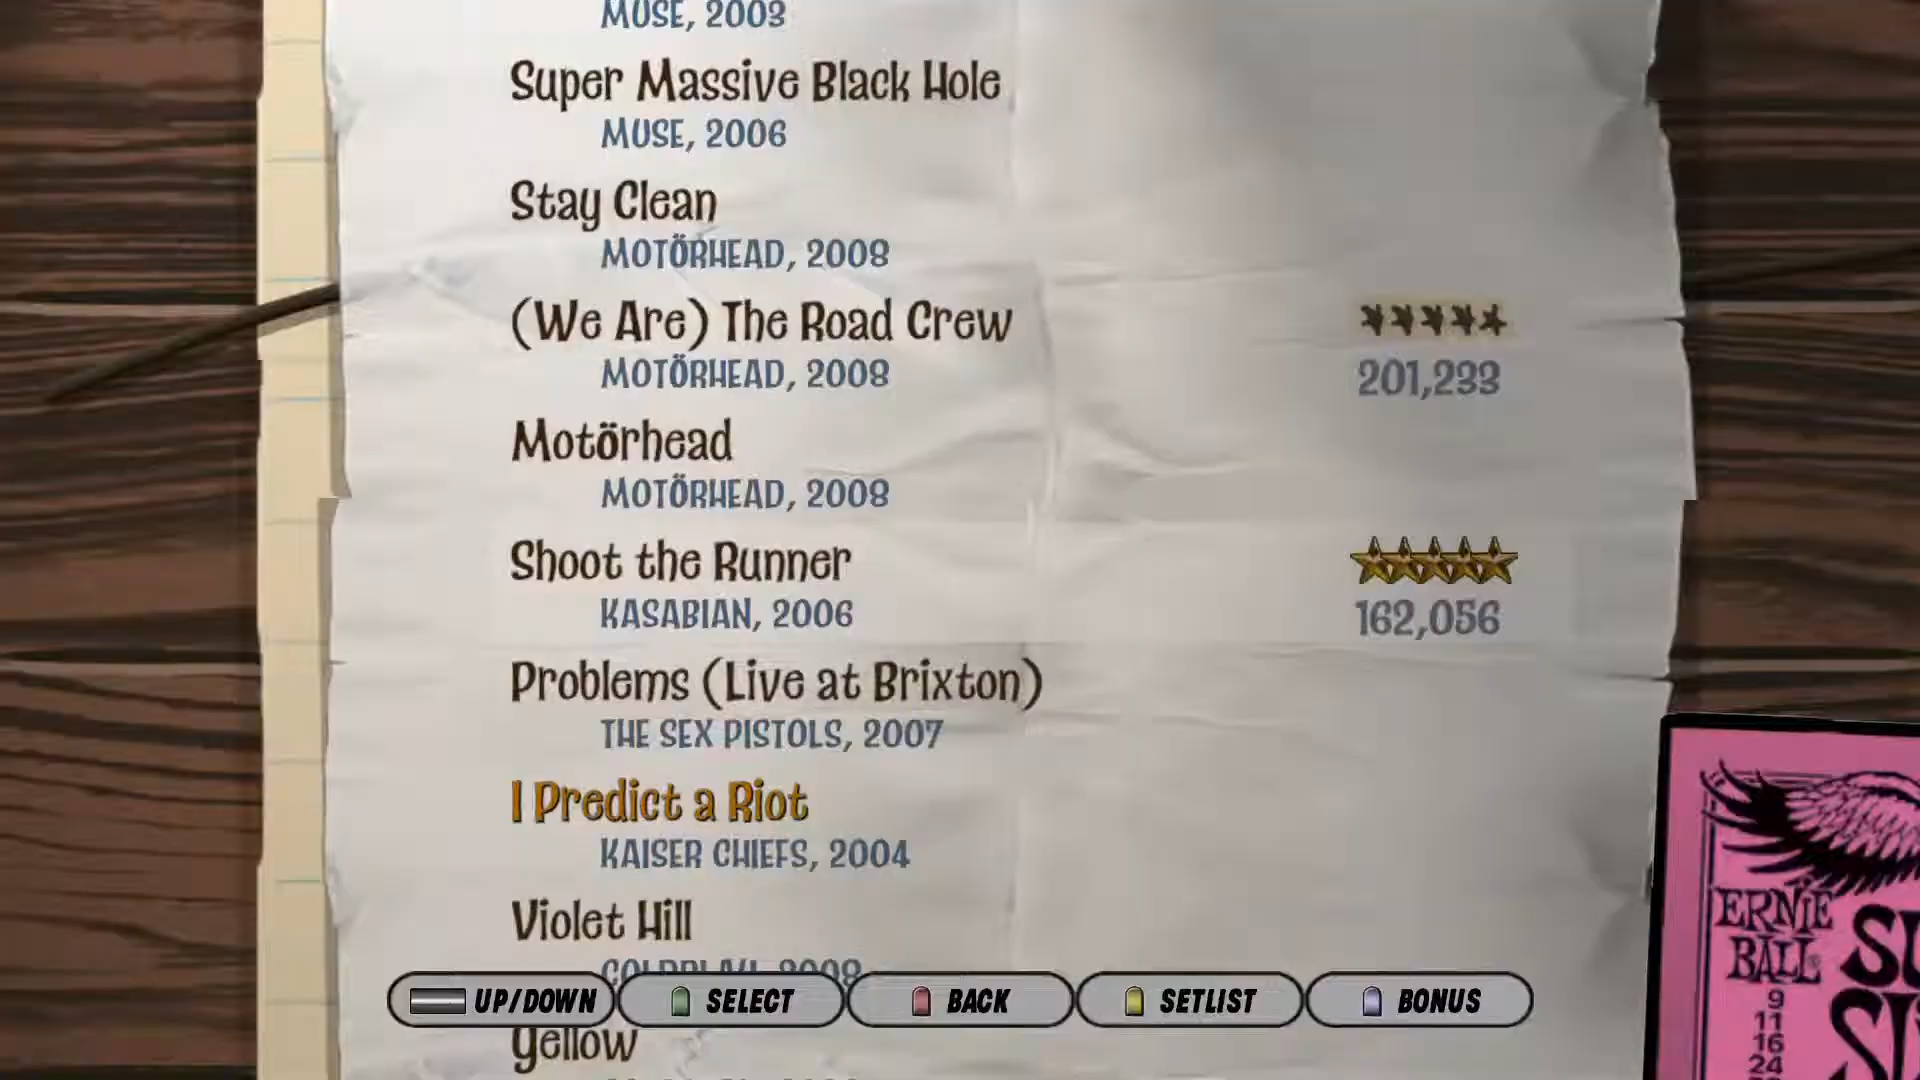 MUSE, 2003
Super Massive Black Hole
MUSE, 2006
Stay Clean
MOTÖRHEAD, 2008
(We Are) The Road Crew
MOTÖRHEAD, 2008
201,233
Motörhead
MOTÖRHEAD, 2008
Shoot the Runner
KASABIAN, 2006
162,056
Problems (Live at Brixton)
THE SEX PISTOLS, 2007
I Predict a Riot
KAISER CHIEFS, 2004
Violet Hill
COLDPLAY, 2008
Yellow
UP/DOWN
SELECT
BACK
SETLIST
BONUS
ERNIE
BALL
9
11
16
24